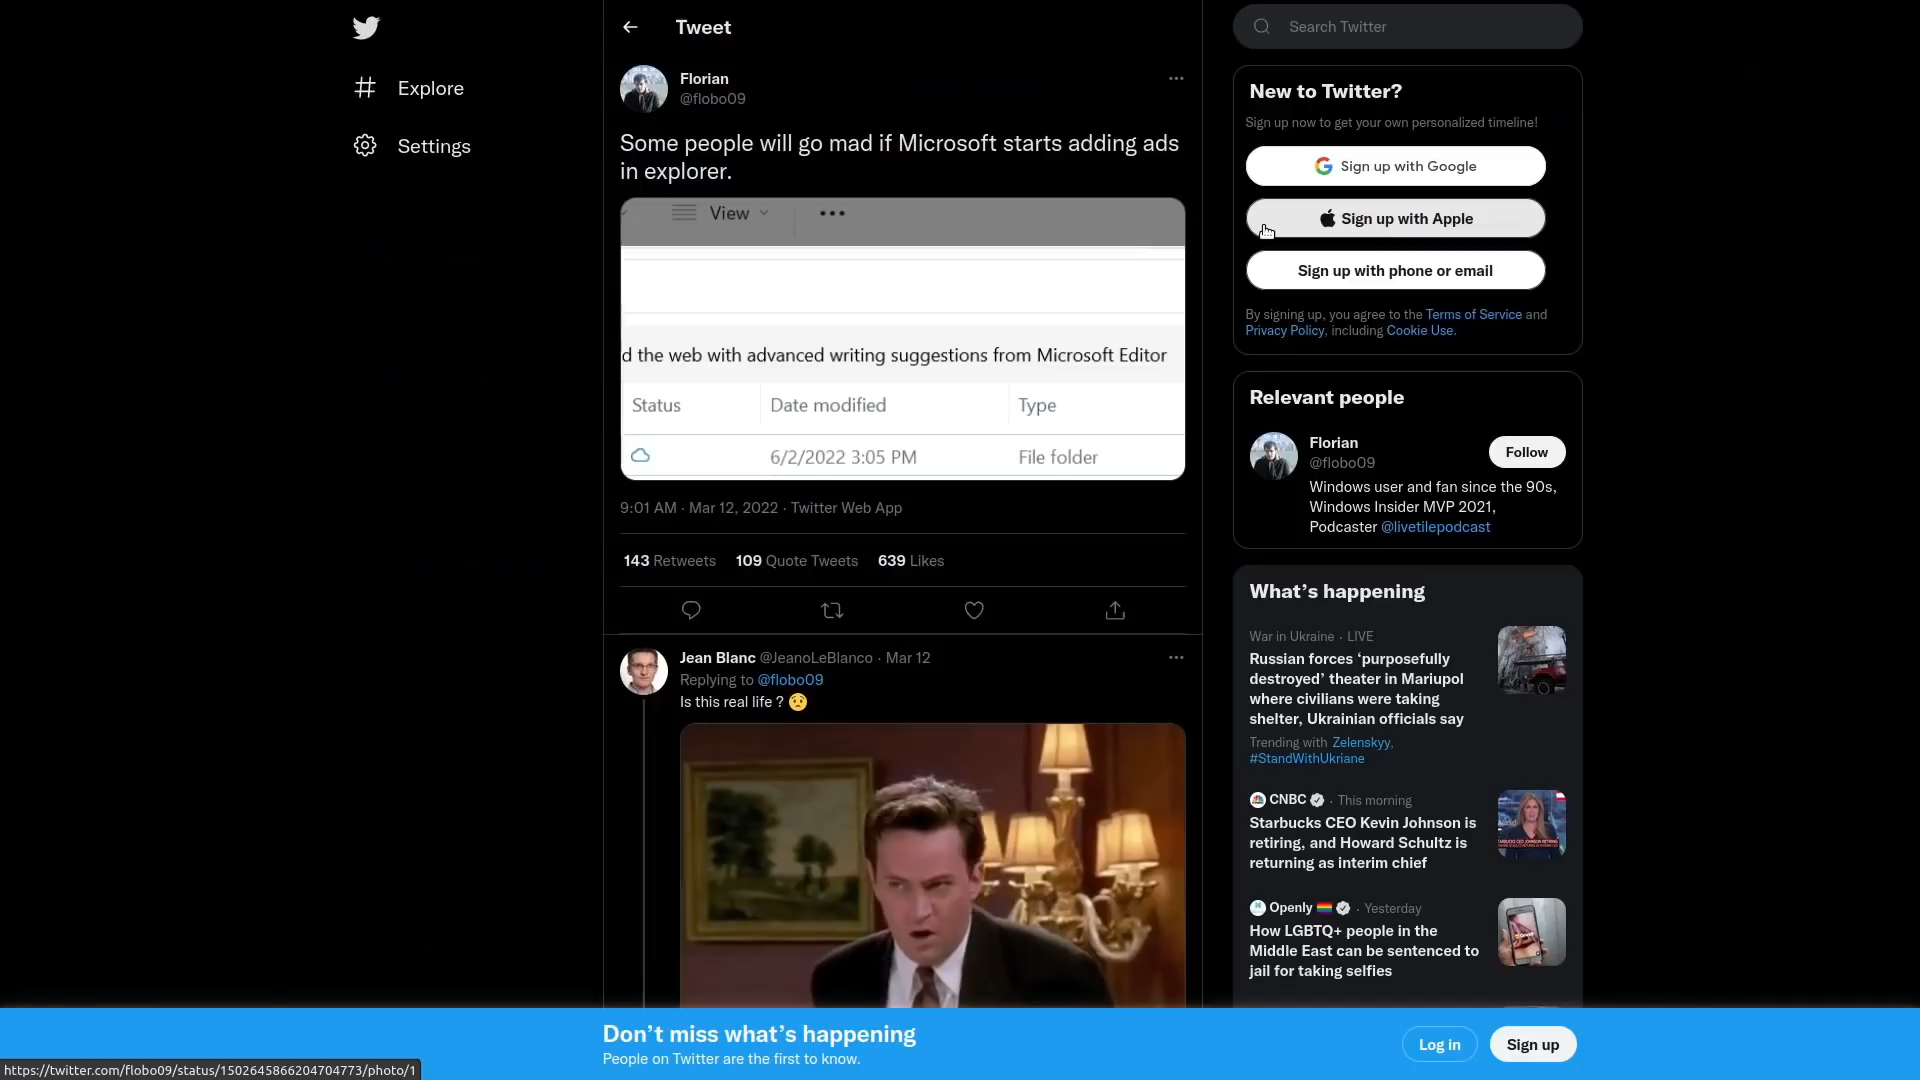 Tweet
Search Twitter
Explore
Settings
Florian
@flobo09
Some people will go mad if Microsoft starts adding ads
in explorer.
View
d the web with advanced writing suggestions from Microsoft Editor
Status Date modified Type
6/2/2022 3:05 PM File folder
9:01 AM · Mar 12, 2022 · Twitter Web App
143 Retweets 109 Quote Tweets 639 Likes
Jean Blanc @JeanoLeBlanco · Mar 12
Replying to @flobo09
Is this real life ? 😟
New to Twitter?
Sign up now to get your own personalized timeline!
Sign up with Google
Sign up with Apple
Sign up with phone or email
By signing up, you agree to the Terms of Service and
Privacy Policy, including Cookie Use.
Relevant people
Florian
@flobo09
Follow
Windows user and fan since the 90s,
Windows Insider MVP 2021,
Podcaster @livetilepodcast
What’s happening
War in Ukraine · LIVE
Russian forces ‘purposefully
destroyed’ theater in Mariupol
where civilians were taking
shelter, Ukrainian officials say
Trending with Zelenskyy,
#StandWithUkriane
CNBC · This morning
Starbucks CEO Kevin Johnson is
retiring, and Howard Schultz is
returning as interim chief
Openly 🏳️‍🌈 · Yesterday
How LGBTQ+ people in the
Middle East can be sentenced to
jail for taking selfies
Don’t miss what’s happening
People on Twitter are the first to know.
Log in
Sign up
https://twitter.com/flobo09/status/1502645866204704773/photo/1